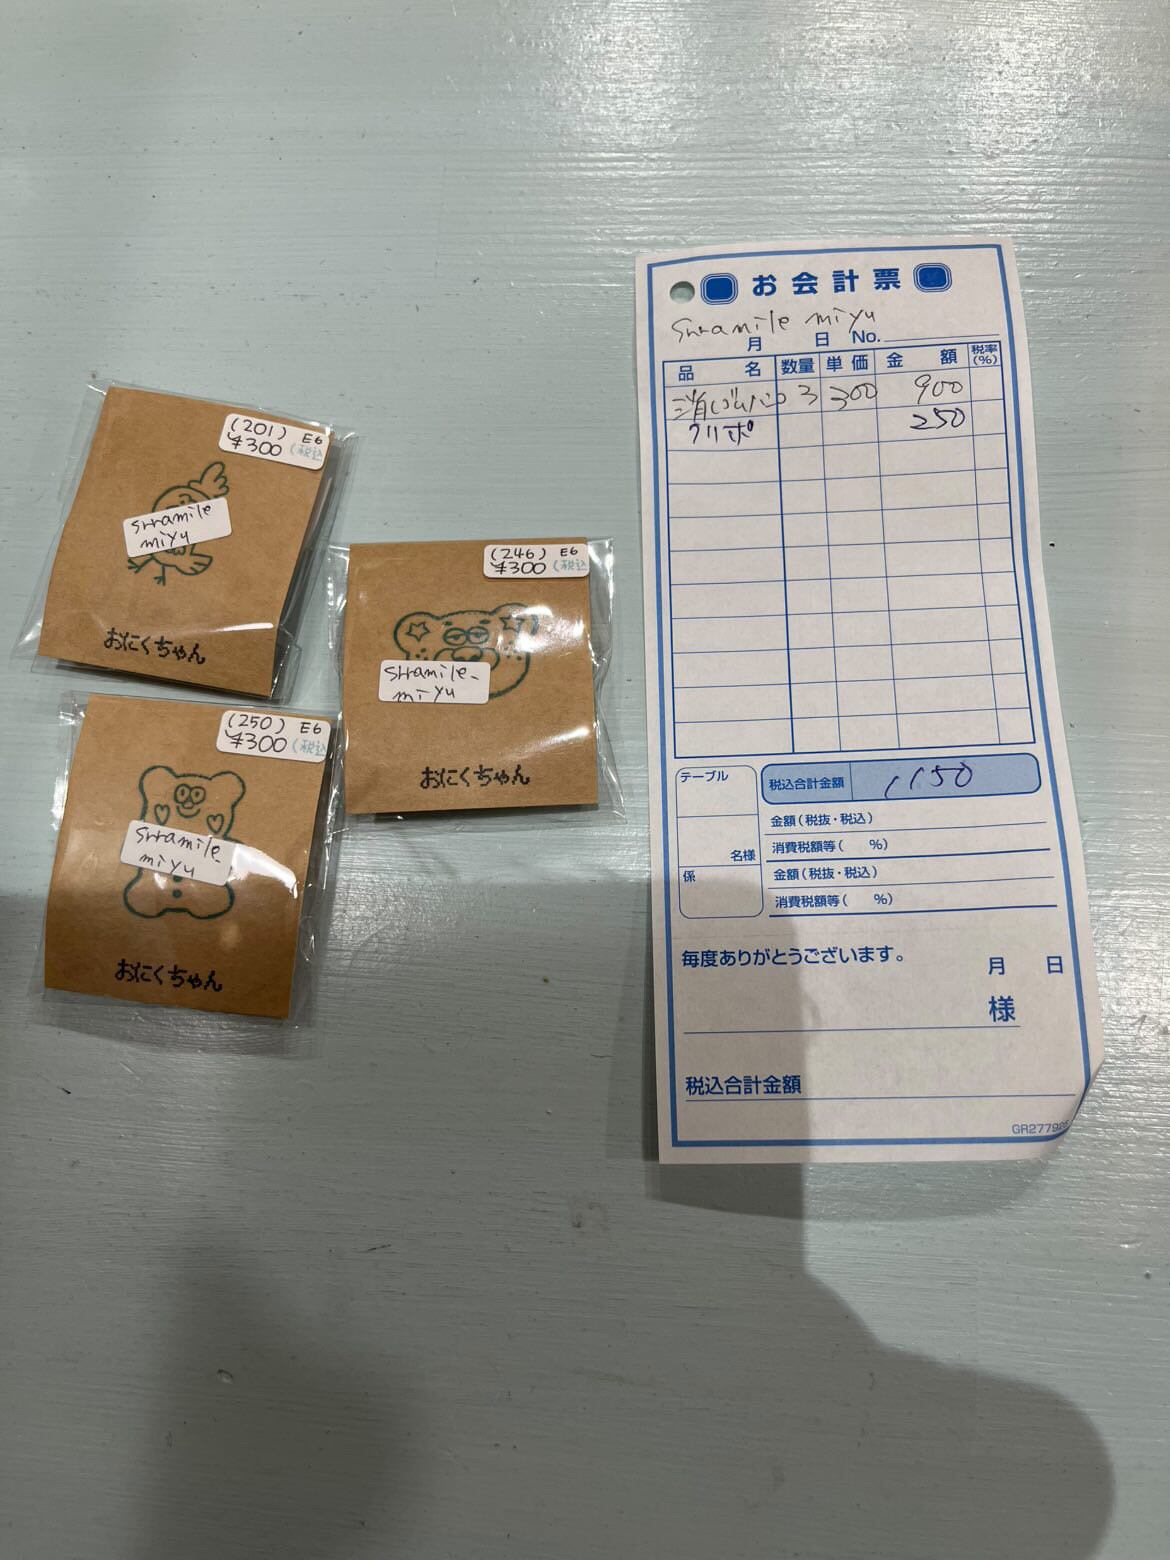 (201) E6
¥300 (税込
srramile
miyu
おにくちゃん
(246) E6
¥300 (税込
srramile
miyu
おにくちゃん
(250) E6
¥300 (税込
srramile
miyu
おにくちゃん
お会計票
srramile miyu
月 日 No.
品 名 数量 単価 金 額 税率(%)
消しゴムハンコ 3 300 900
クリポ 250
テーブル
名様
係
税込合計金額 1150
金額(税抜・税込)
消費税額等( %)
金額(税抜・税込)
消費税額等( %)
毎度ありがとうございます。
月 日
様
税込合計金額